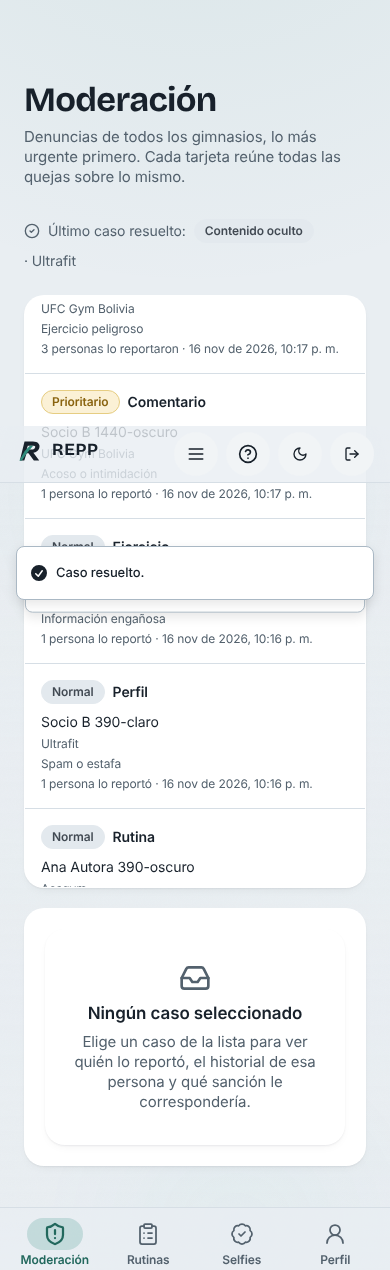 Moderación
Denuncias de todos los gimnasios, lo más
urgente primero. Cada tarjeta reúne todas las
quejas sobre lo mismo.
Último caso resuelto: Contenido oculto
· Ultrafit
UFC Gym Bolivia
Ejercicio peligroso
3 personas lo reportaron · 16 nov de 2026, 10:17 p. m.
Prioritario Comentario
Socio B 1440-oscuro
UFC Gym Bolivia
REPP
Acoso o intimidación
1 persona lo reportó · 16 nov de 2026, 10:17 p. m.
Normal Ejercicio
Caso resuelto.
Información engañosa
1 persona lo reportó · 16 nov de 2026, 10:16 p. m.
Normal Perfil
Socio B 390-claro
Ultrafit
Spam o estafa
1 persona lo reportó · 16 nov de 2026, 10:16 p. m.
Normal Rutina
Ana Autora 390-oscuro
Ningún caso seleccionado
Elige un caso de la lista para ver
quién lo reportó, el historial de esa
persona y qué sanción le
correspondería.
Moderación Rutinas Selfies Perfil